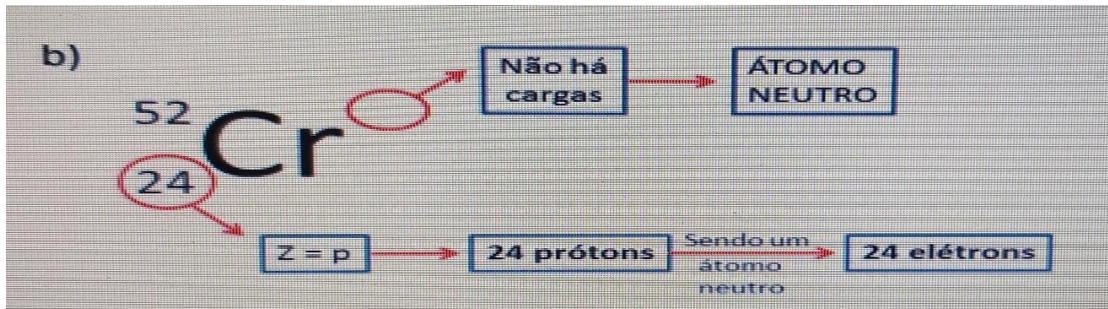 b)
52
24
Cr
Não há
cargas
ÁTOMO
NEUTRO
Z = p
24 prótons
Sendo um
átomo
neutro
24 elétrons